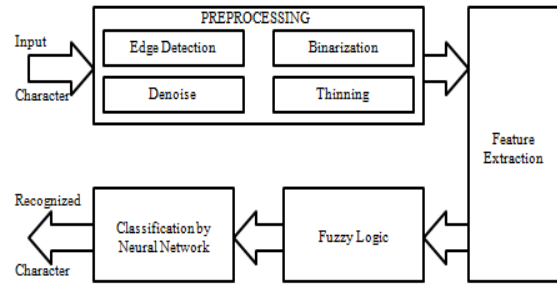 PREPROCESSING
Input
Edge Detection
Binarization
Character
Denoise
Thinning
Feature
Extraction
Recognized
Classification by
Neural Network
Fuzzy Logic
Character